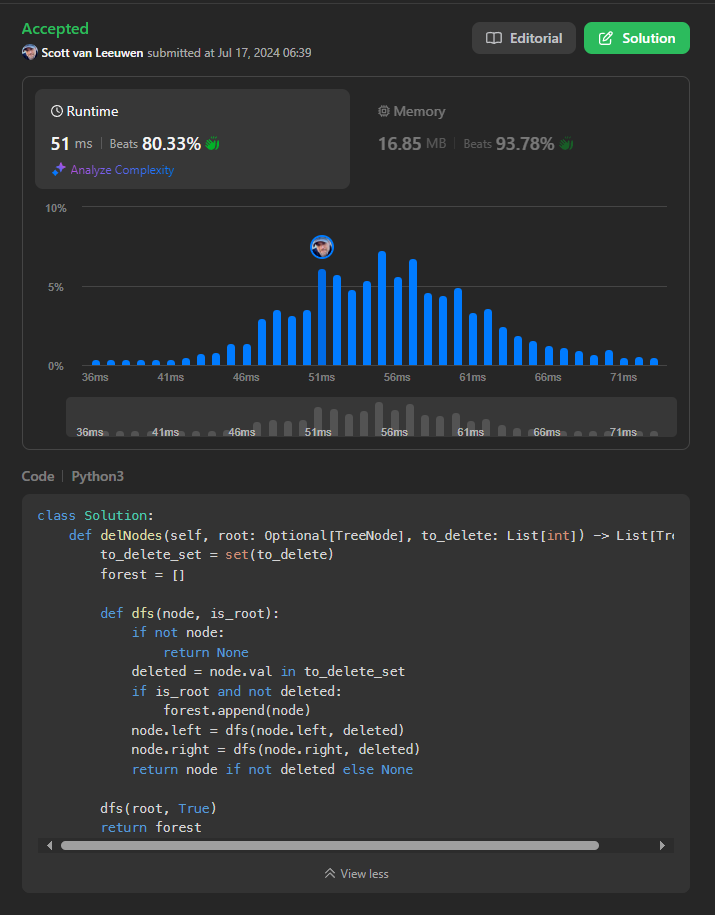 Accepted
Editorial
Solution
Scott van Leeuwen submitted at Jul 17, 2024 06:39
Runtime
Memory
51 ms | Beats 80.33%
16.85 MB | Beats 93.78%
Analyze Complexity
10%
5%
0%
36ms 41ms 46ms 51ms 56ms 61ms 66ms 71ms
36ms 41ms 46ms 51ms 56ms 61ms 66ms 71ms
Code | Python3
class Solution:
    def delNodes(self, root: Optional[TreeNode], to_delete: List[int]) -> List[Tre
        to_delete_set = set(to_delete)
        forest = []
        def dfs(node, is_root):
            if not node:
                return None
            deleted = node.val in to_delete_set
            if is_root and not deleted:
                forest.append(node)
            node.left = dfs(node.left, deleted)
            node.right = dfs(node.right, deleted)
            return node if not deleted else None
        dfs(root, True)
        return forest
View less